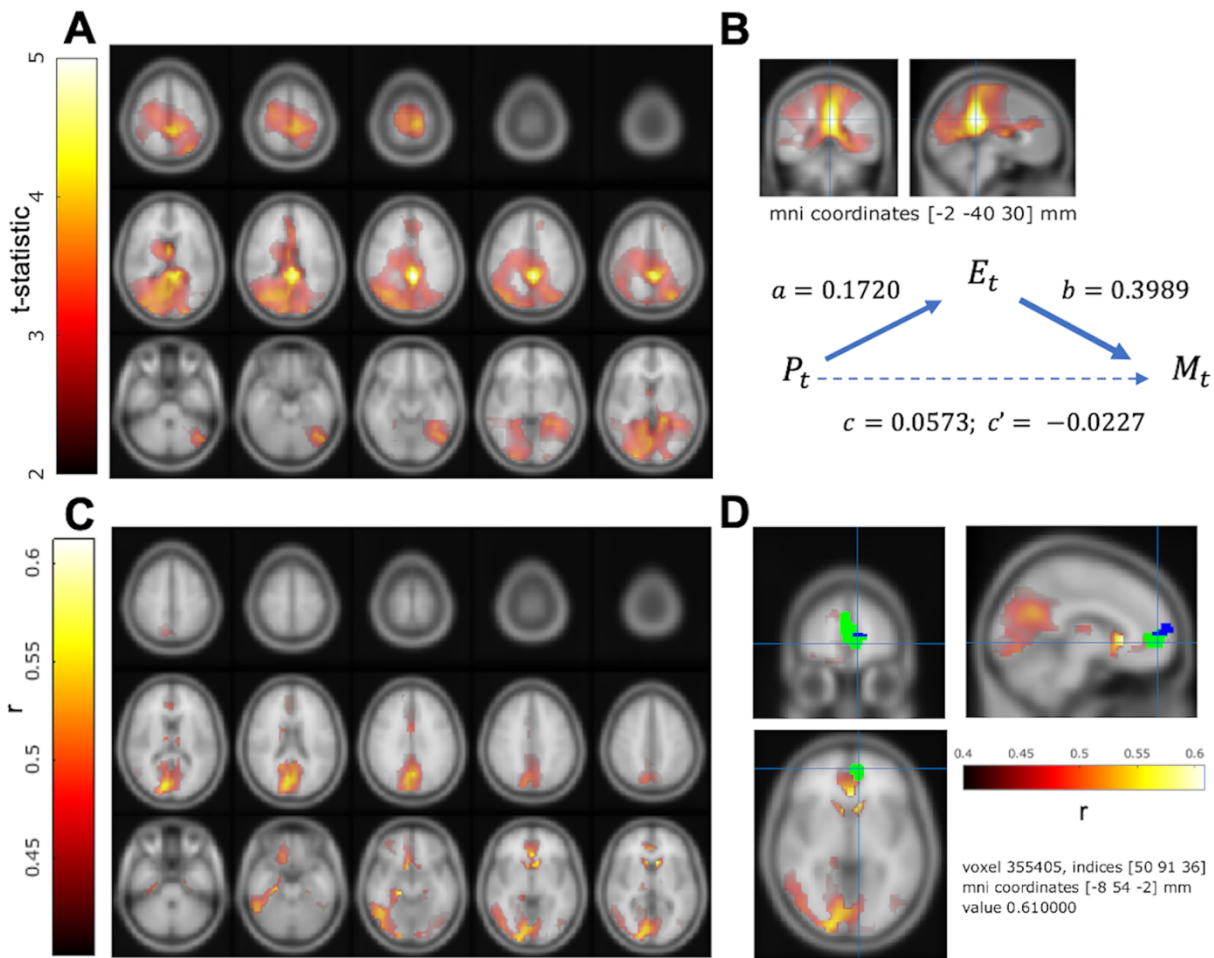 A
5
4
3
2
t-statistic
B
mni coordinates [-2 -40 30] mm
a = 0.1720
E_t
b = 0.3989
P_t
M_t
c = 0.0573; c' = −0.0227
C
0.6
0.55
0.5
0.45
r
D
0.4 0.45 0.5 0.55 0.6
r
voxel 355405, indices [50 91 36]
mni coordinates [-8 54 -2] mm
value 0.610000